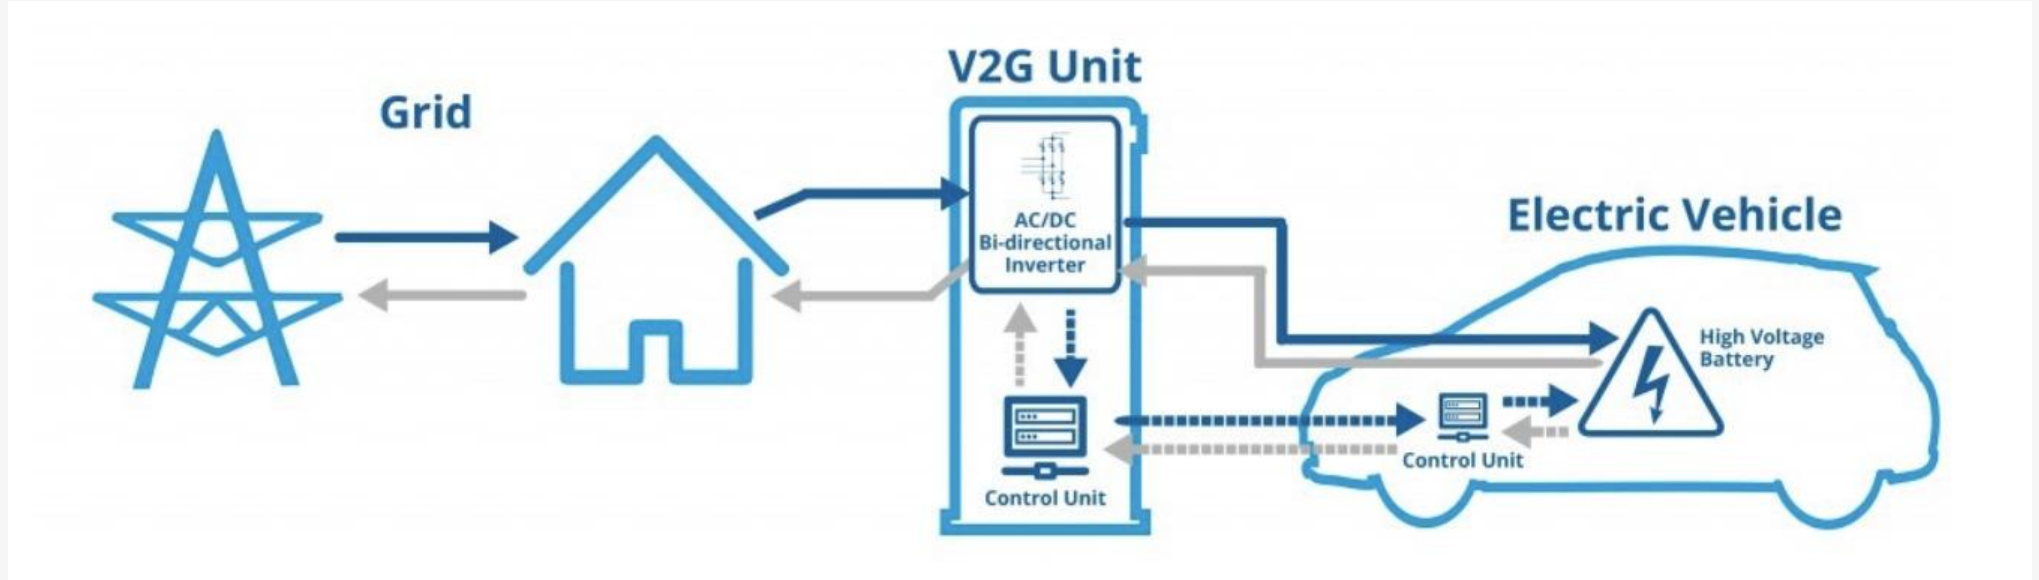 V2G Unit
Grid
AC/DC
Bi-directional
Inverter
Electric Vehicle
High Voltage
Battery
Control Unit
Control Unit